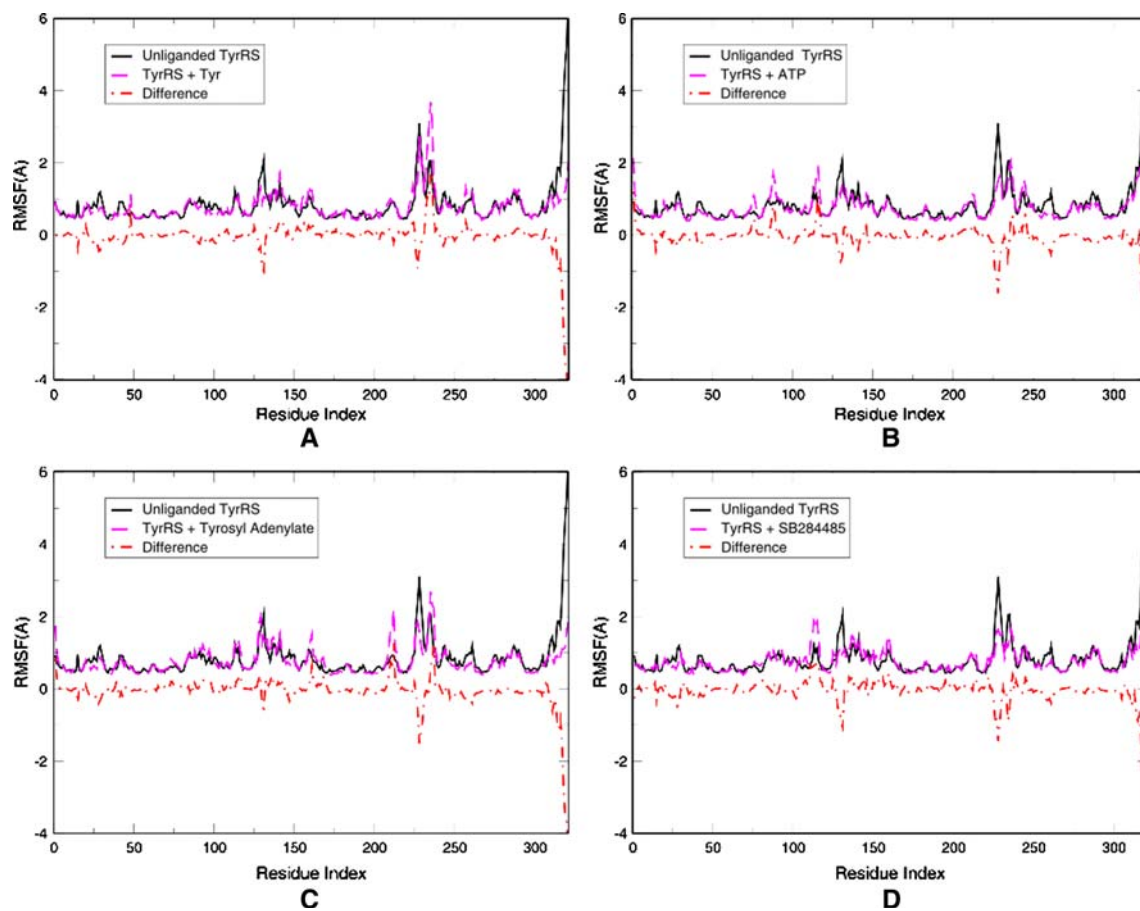 6
4
2
0
-2
-4
RMSF(A)
Unliganded TyrRS
TyrRS + Tyr
Difference
0 50 100 150 200 250 300
Residue Index
A
6
4
2
0
-2
-4
RMSF(A)
Unliganded TyrRS
TyrRS + ATP
Difference
0 50 100 150 200 250 300
Residue Index
B
6
4
2
0
-2
-4
RMSF(A)
Unliganded TyrRS
TyrRS + Tyrosyl Adenylate
Difference
0 50 100 150 200 250 300
Residue Index
C
6
4
2
0
-2
-4
RMSF(A)
Unliganded TyrRS
TyrRS + SB284485
Difference
0 50 100 150 200 250 300
Residue Index
D